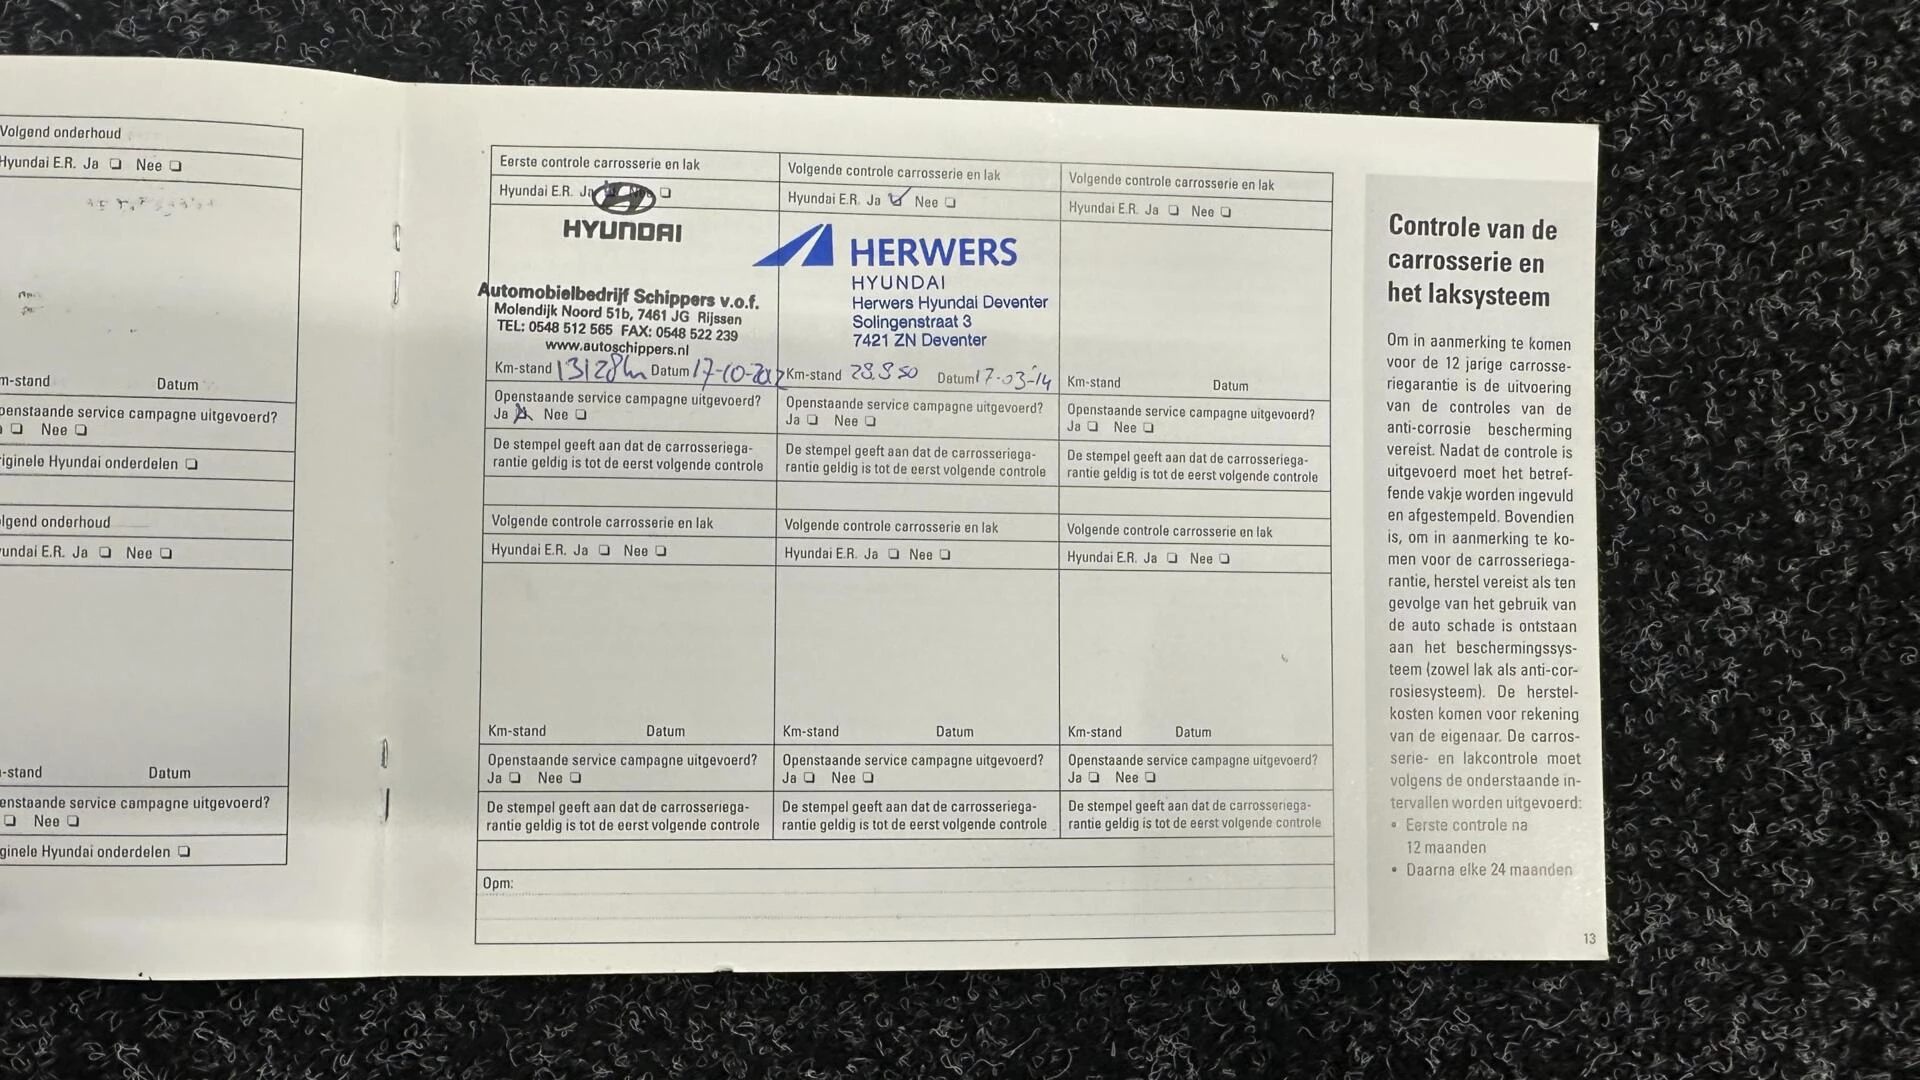 Volgend onderhoud
Hyundai E.R. Ja ❏ Nee ❏
Km-stand Datum
Openstaande service campagne uitgevoerd?
❏ Nee ❏
originele Hyundai onderdelen ❏
olgend onderhoud
undai E.R. Ja ❏ Nee ❏
-stand Datum
enstaande service campagne uitgevoerd?
❏ Nee ❏
ginele Hyundai onderdelen ❏
Eerste controle carrosserie en lak
Hyundai E.R. Ja Nee ❏
HYUNDAI
Automobielbedrijf Schippers v.o.f.
Molendijk Noord 51b, 7461 JG Rijssen
TEL: 0548 512 565 FAX: 0548 522 239
www.autoschippers.nl
Km-stand 13128km Datum 17-10-2012
Openstaande service campagne uitgevoerd?
Ja ❏ Nee ❏
De stempel geeft aan dat de carrosseriega-
rantie geldig is tot de eerst volgende controle
Volgende controle carrosserie en lak
Hyundai E.R. Ja ❏ Nee ❏
HERWERS
HYUNDAI
Herwers Hyundai Deventer
Solingenstraat 3
7421 ZN Deventer
Km-stand 28.850 Datum 17-03-'14
Openstaande service campagne uitgevoerd?
Ja ❏ Nee ❏
De stempel geeft aan dat de carrosseriega-
rantie geldig is tot de eerst volgende controle
Volgende controle carrosserie en lak
Hyundai E.R. Ja ❏ Nee ❏
Km-stand Datum
Openstaande service campagne uitgevoerd?
Ja ❏ Nee ❏
De stempel geeft aan dat de carrosseriega-
rantie geldig is tot de eerst volgende controle
Volgende controle carrosserie en lak
Hyundai E.R. Ja ❏ Nee ❏
Km-stand Datum
Openstaande service campagne uitgevoerd?
Ja ❏ Nee ❏
De stempel geeft aan dat de carrosseriega-
rantie geldig is tot de eerst volgende controle
Volgende controle carrosserie en lak
Hyundai E.R. Ja ❏ Nee ❏
Km-stand Datum
Openstaande service campagne uitgevoerd?
Ja ❏ Nee ❏
De stempel geeft aan dat de carrosseriega-
rantie geldig is tot de eerst volgende controle
Volgende controle carrosserie en lak
Hyundai E.R. Ja ❏ Nee ❏
Km-stand Datum
Openstaande service campagne uitgevoerd?
Ja ❏ Nee ❏
De stempel geeft aan dat de carrosseriega-
rantie geldig is tot de eerst volgende controle
Opm:
Controle van de
carrosserie en
het laksysteem
Om in aanmerking te komen
voor de 12 jarige carrosse-
riegarantie is de uitvoering
van de controles van de
anti-corrosie bescherming
vereist. Nadat de controle is
uitgevoerd moet het betref-
fende vakje worden ingevuld
en afgestempeld. Bovendien
is, om in aanmerking te ko-
men voor de carrosseriega-
rantie, herstel vereist als ten
gevolge van het gebruik van
de auto schade is ontstaan
aan het beschermingssys-
teem (zowel lak als anti-cor-
rosiesysteem). De herstel-
kosten komen voor rekening
van de eigenaar. De carros-
serie- en lakcontrole moet
volgens de onderstaande in-
tervallen worden uitgevoerd:
• Eerste controle na
12 maanden
• Daarna elke 24 maanden
13